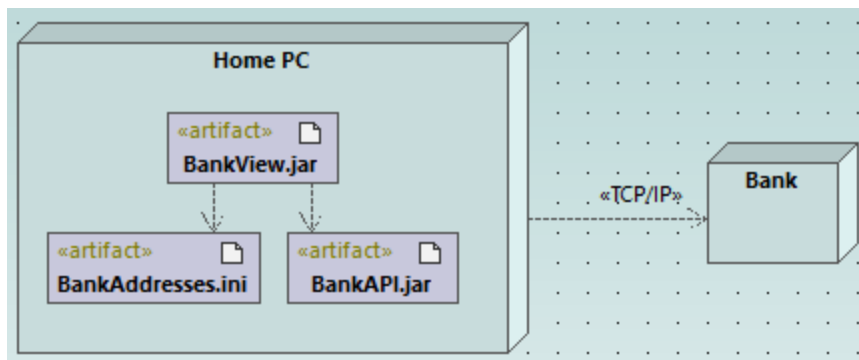 Home PC
«artifact»
BankView.jar
«artifact»
BankAddresses.ini
«artifact»
BankAPI.jar
«TCP/IP»
Bank